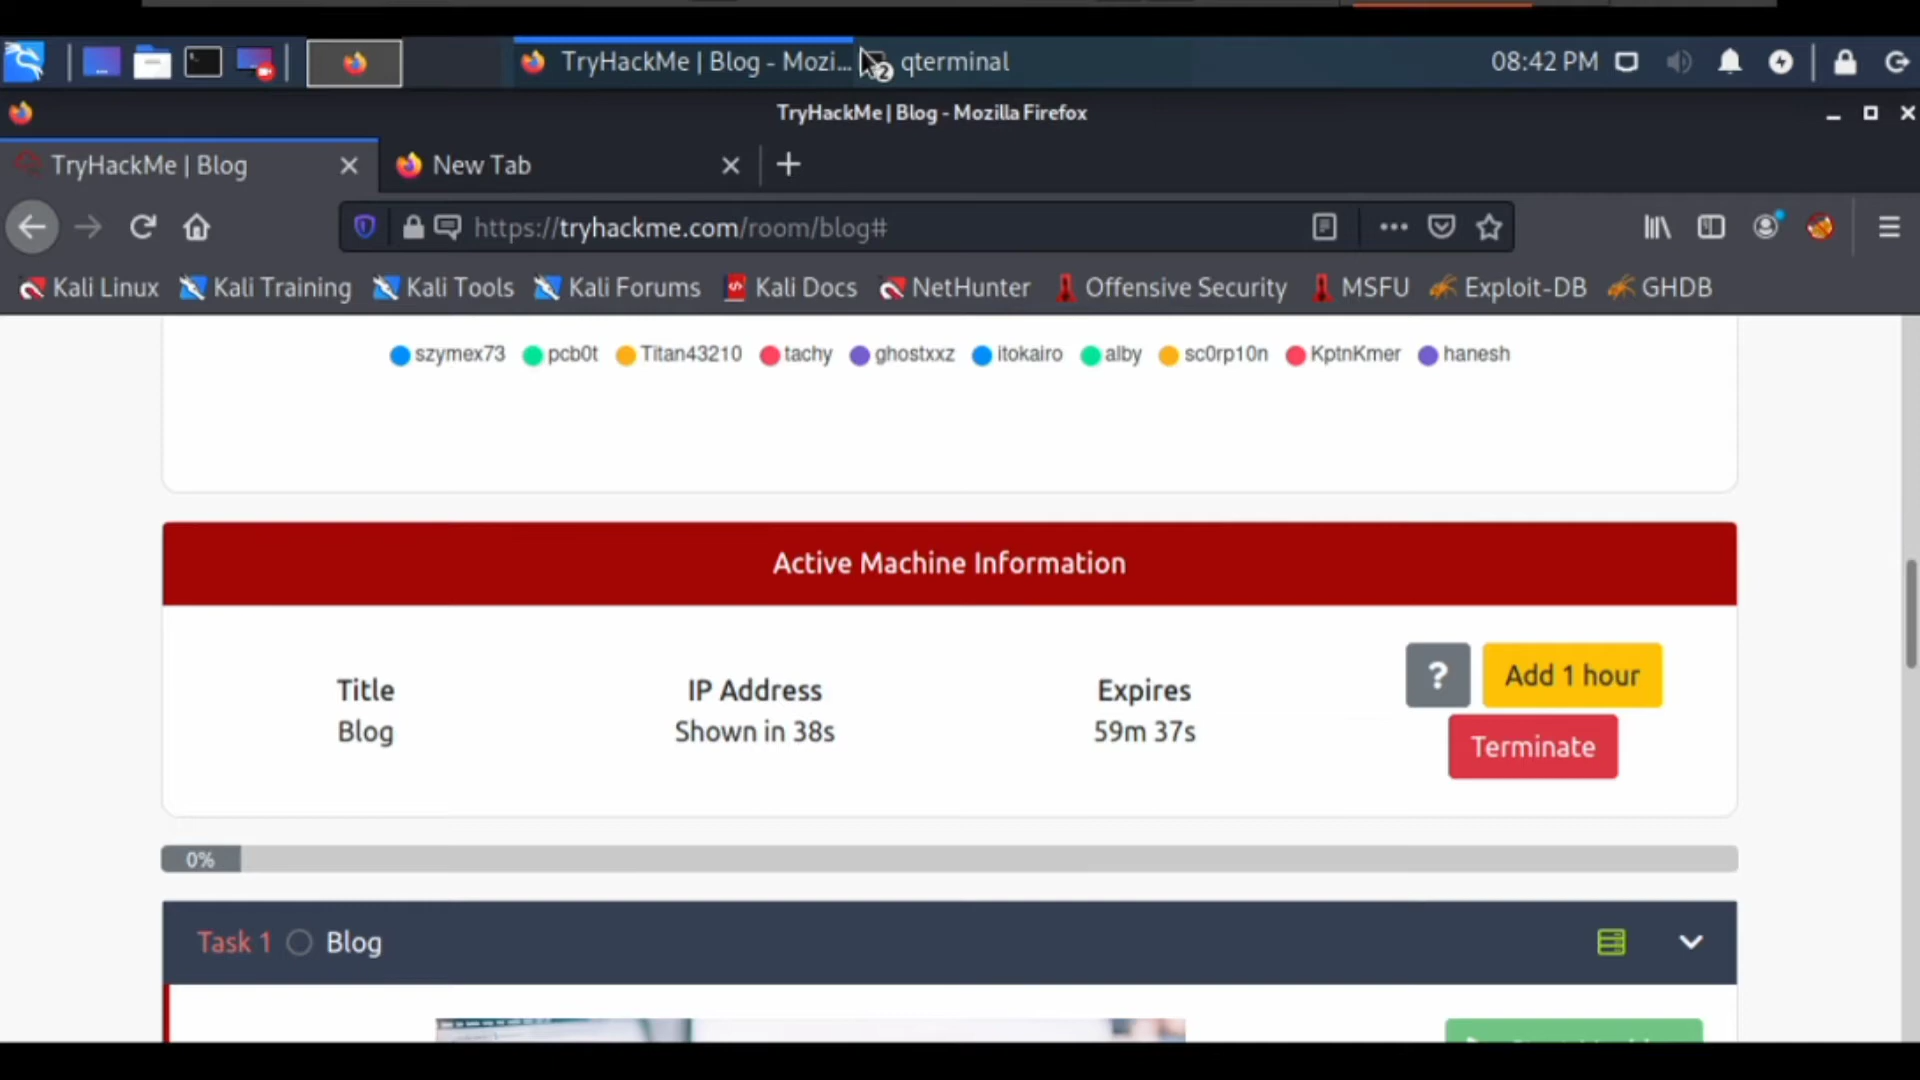 TryHackMe | Blog - Mozi... 2 qterminal 08:42 PM
TryHackMe | Blog - Mozilla Firefox
TryHackMe | Blog New Tab
https://tryhackme.com/room/blog#
Kali Linux Kali Training Kali Tools Kali Forums Kali Docs NetHunter Offensive Security MSFU Exploit-DB GHDB
szymex73 pcb0t Titan43210 tachy ghostxxz itokairo alby sc0rp10n KptnKmer hanesh
Active Machine Information
Title IP Address Expires ? Add 1 hour
Blog Shown in 38s 59m 37s Terminate
0%
Task 1 Blog